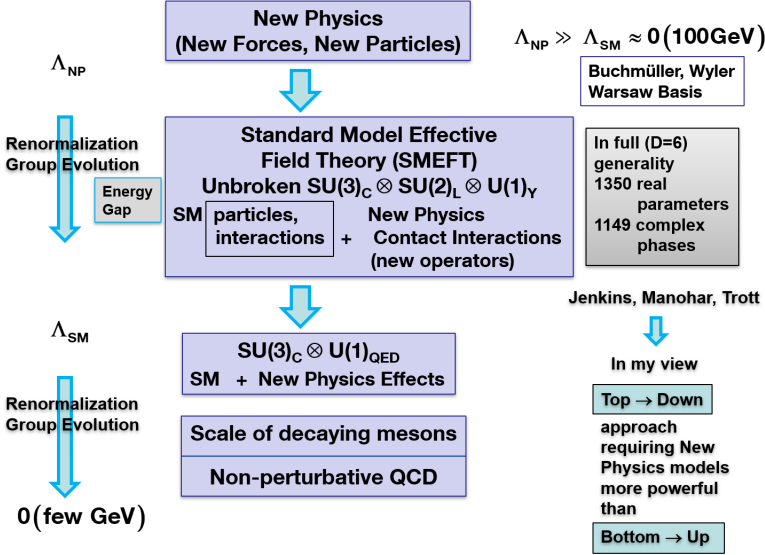 New Physics
(New Forces, New Particles)
Λ_NP ≫ Λ_SM ≈ 0(100GeV)
Λ_NP
Buchmüller, Wyler
Warsaw Basis
Renormalization
Group Evolution
Energy
Gap
Standard Model Effective
Field Theory (SMEFT)
Unbroken SU(3)_C ⊗ SU(2)_L ⊗ U(1)_Y
SM particles, New Physics
interactions + Contact Interactions
(new operators)
In full (D=6)
generality
1350 real
parameters
1149 complex
phases
Jenkins, Manohar, Trott
Λ_SM
SU(3)_C ⊗ U(1)_QED
SM + New Physics Effects
Renormalization
Group Evolution
Scale of decaying mesons
Non-perturbative QCD
0(few GeV)
In my view
Top → Down
approach
requiring New
Physics models
more powerful
than
Bottom → Up